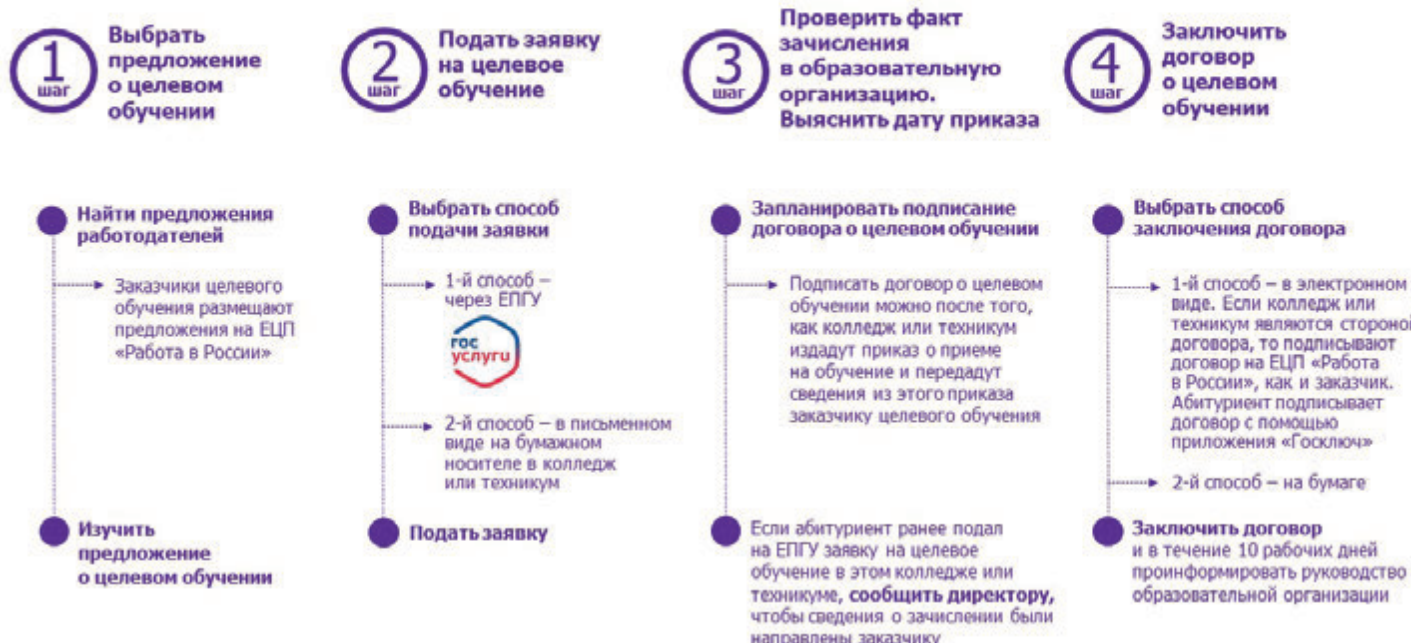 1
шаг
Выбрать
предложение
о целевом
обучении
2
шаг
Подать заявку
на целевое
обучение
3
шаг
Проверить факт
зачисления
в образовательную
организацию.
Выяснить дату приказа
4
шаг
Заключить
договор
о целевом
обучении
Найти предложения
работодателей
Заказчики целевого
обучения размещают
предложения на ЕЦП
«Работа в России»
Изучить
предложение
о целевом обучении
Выбрать способ
подачи заявки
1-й способ –
через ЕПГУ
гос
услуги
2-й способ – в письменном
виде на бумажном
носителе в колледж
или техникум
Подать заявку
Запланировать подписание
договора о целевом обучении
Подписать договор о целевом
обучении можно после того,
как колледж или техникум
издадут приказ о приеме
на обучение и передадут
сведения из этого приказа
заказчику целевого обучения
Если абитуриент ранее подал
на ЕПГУ заявку на целевое
обучение в этом колледже или
техникуме, сообщить директору,
чтобы сведения о зачислении были
направлены заказчику
Выбрать способ
заключения договора
1-й способ – в электронном
виде. Если колледж или
техникум являются стороной
договора, то подписывают
договор на ЕЦП «Работа
в России», как и заказчик.
Абитуриент подписывает
договор с помощью
приложения «Госключ»
2-й способ – на бумаге
Заключить договор
и в течение 10 рабочих дней
проинформировать руководство
образовательной организации